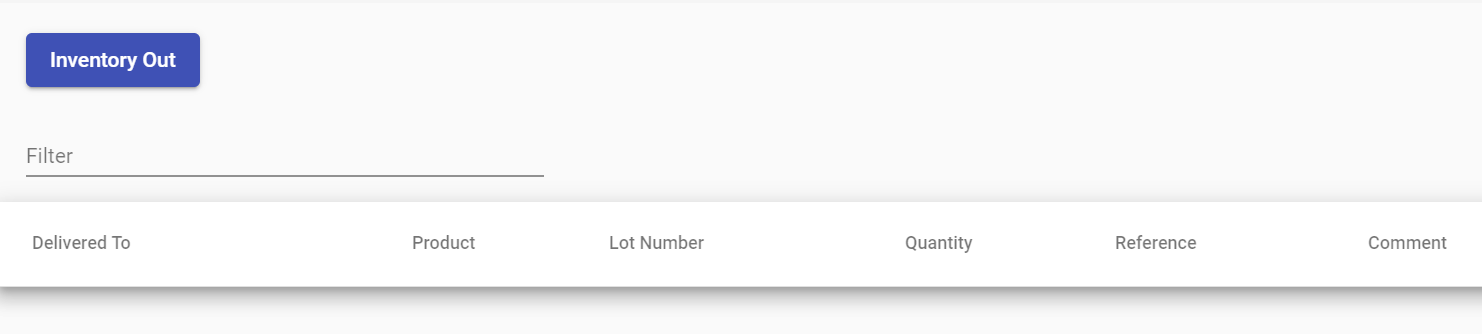 Inventory Out
Filter
Delivered To Product Lot Number Quantity Reference Comment